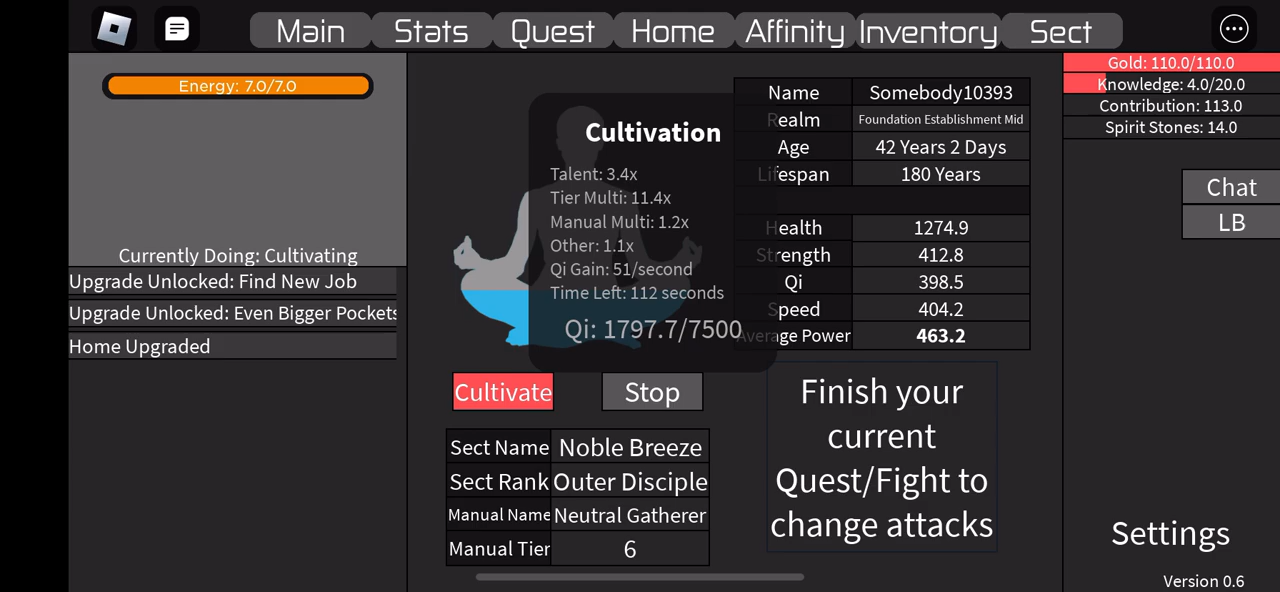 Main Stats Quest Home Affinity Inventory Sect
Energy: 7.0/7.0
Currently Doing: Cultivating
Upgrade Unlocked: Find New Job
Upgrade Unlocked: Even Bigger Pockets
Home Upgraded
Cultivation
Talent: 3.4x
Tier Multi: 11.4x
Manual Multi: 1.2x
Other: 1.1x
Qi Gain: 51/second
Time Left: 112 seconds
Qi: 1797.7/7500
Cultivate Stop
Sect Name Noble Breeze
Sect Rank Outer Disciple
Manual Name Neutral Gatherer
Manual Tier 6
Name Somebody10393
Realm Foundation Establishment Mid
Age 42 Years 2 Days
Lifespan 180 Years
Health 1274.9
Strength 412.8
Qi 398.5
Speed 404.2
Average Power 463.2
Finish your
current
Quest/Fight to
change attacks
Gold: 110.0/110.0
Knowledge: 4.0/20.0
Contribution: 113.0
Spirit Stones: 14.0
Chat
LB
Settings
Version 0.6